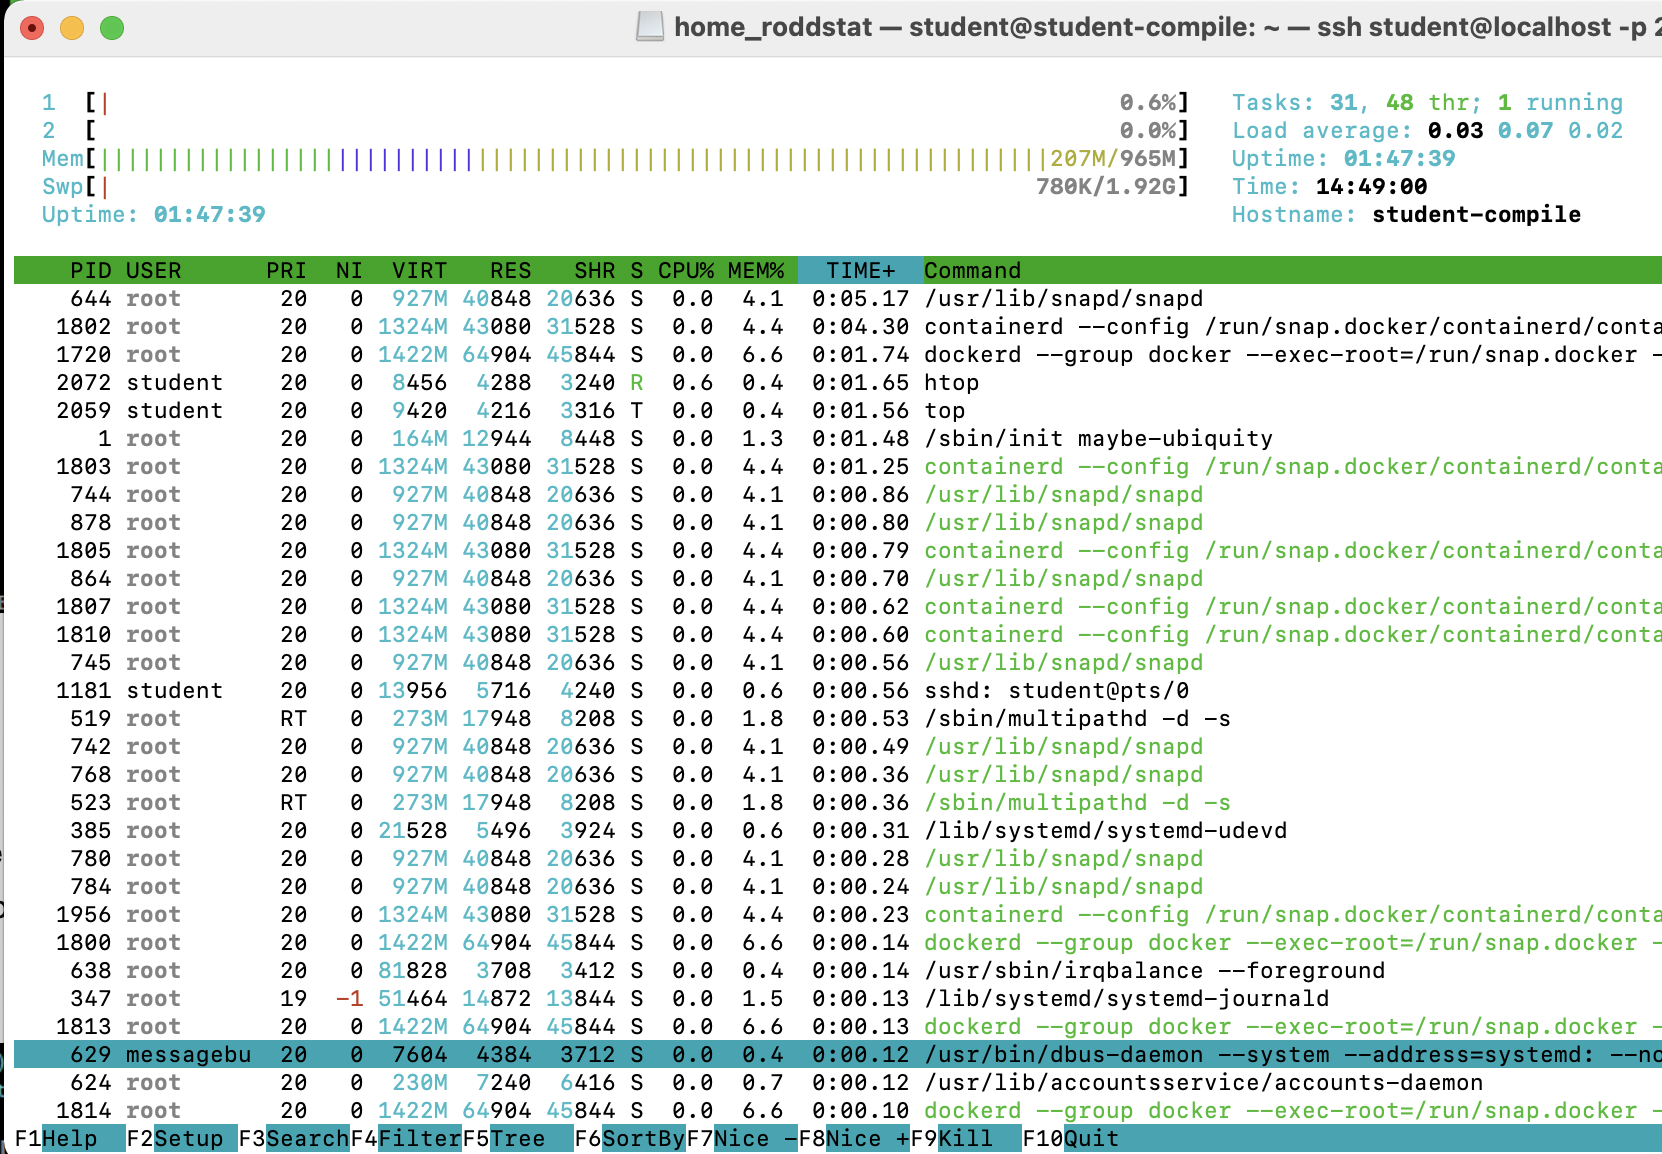 home_roddstat — student@student-compile: ~ — ssh student@localhost -p
1 [| 0.6%] Tasks: 31, 48 thr; 1 running
2 [ 0.0%] Load average: 0.03 0.07 0.02
Mem[||||||||||||||||||||||||||||||||||||||||||||||||||||||||||||||||||||207M/965M] Uptime: 01:47:39
Swp[| 780K/1.92G] Time: 14:49:00
Uptime: 01:47:39 Hostname: student-compile
PID USER PRI NI VIRT RES SHR S CPU% MEM% TIME+ Command
644 root 20 0 927M 40848 20636 S 0.0 4.1 0:05.17 /usr/lib/snapd/snapd
1802 root 20 0 1324M 43080 31528 S 0.0 4.4 0:04.30 containerd --config /run/snap.docker/containerd/conta
1720 root 20 0 1422M 64904 45844 S 0.0 6.6 0:01.74 dockerd --group docker --exec-root=/run/snap.docker -
2072 student 20 0 8456 4288 3240 R 0.6 0.4 0:01.65 htop
2059 student 20 0 9420 4216 3316 T 0.0 0.4 0:01.56 top
1 root 20 0 164M 12944 8448 S 0.0 1.3 0:01.48 /sbin/init maybe-ubiquity
1803 root 20 0 1324M 43080 31528 S 0.0 4.4 0:01.25 containerd --config /run/snap.docker/containerd/conta
744 root 20 0 927M 40848 20636 S 0.0 4.1 0:00.86 /usr/lib/snapd/snapd
878 root 20 0 927M 40848 20636 S 0.0 4.1 0:00.80 /usr/lib/snapd/snapd
1805 root 20 0 1324M 43080 31528 S 0.0 4.4 0:00.79 containerd --config /run/snap.docker/containerd/conta
864 root 20 0 927M 40848 20636 S 0.0 4.1 0:00.70 /usr/lib/snapd/snapd
1807 root 20 0 1324M 43080 31528 S 0.0 4.4 0:00.62 containerd --config /run/snap.docker/containerd/conta
1810 root 20 0 1324M 43080 31528 S 0.0 4.4 0:00.60 containerd --config /run/snap.docker/containerd/conta
745 root 20 0 927M 40848 20636 S 0.0 4.1 0:00.56 /usr/lib/snapd/snapd
1181 student 20 0 13956 5716 4240 S 0.0 0.6 0:00.56 sshd: student@pts/0
519 root RT 0 273M 17948 8208 S 0.0 1.8 0:00.53 /sbin/multipathd -d -s
742 root 20 0 927M 40848 20636 S 0.0 4.1 0:00.49 /usr/lib/snapd/snapd
768 root 20 0 927M 40848 20636 S 0.0 4.1 0:00.36 /usr/lib/snapd/snapd
523 root RT 0 273M 17948 8208 S 0.0 1.8 0:00.36 /sbin/multipathd -d -s
385 root 20 0 21528 5496 3924 S 0.0 0.6 0:00.31 /lib/systemd/systemd-udevd
780 root 20 0 927M 40848 20636 S 0.0 4.1 0:00.28 /usr/lib/snapd/snapd
784 root 20 0 927M 40848 20636 S 0.0 4.1 0:00.24 /usr/lib/snapd/snapd
1956 root 20 0 1324M 43080 31528 S 0.0 4.4 0:00.23 containerd --config /run/snap.docker/containerd/conta
1800 root 20 0 1422M 64904 45844 S 0.0 6.6 0:00.14 dockerd --group docker --exec-root=/run/snap.docker -
638 root 20 0 81828 3708 3412 S 0.0 0.4 0:00.14 /usr/sbin/irqbalance --foreground
347 root 19 -1 51464 14872 13844 S 0.0 1.5 0:00.13 /lib/systemd/systemd-journald
1813 root 20 0 1422M 64904 45844 S 0.0 6.6 0:00.13 dockerd --group docker --exec-root=/run/snap.docker -
629 messagebu 20 0 7604 4384 3712 S 0.0 0.4 0:00.12 /usr/bin/dbus-daemon --system --address=systemd: --no
624 root 20 0 230M 7240 6416 S 0.0 0.7 0:00.12 /usr/lib/accountsservice/accounts-daemon
1814 root 20 0 1422M 64904 45844 S 0.0 6.6 0:00.10 dockerd --group docker --exec-root=/run/snap.docker -
F1Help F2Setup F3SearchF4FilterF5Tree F6SortByF7Nice -F8Nice +F9Kill F10Quit